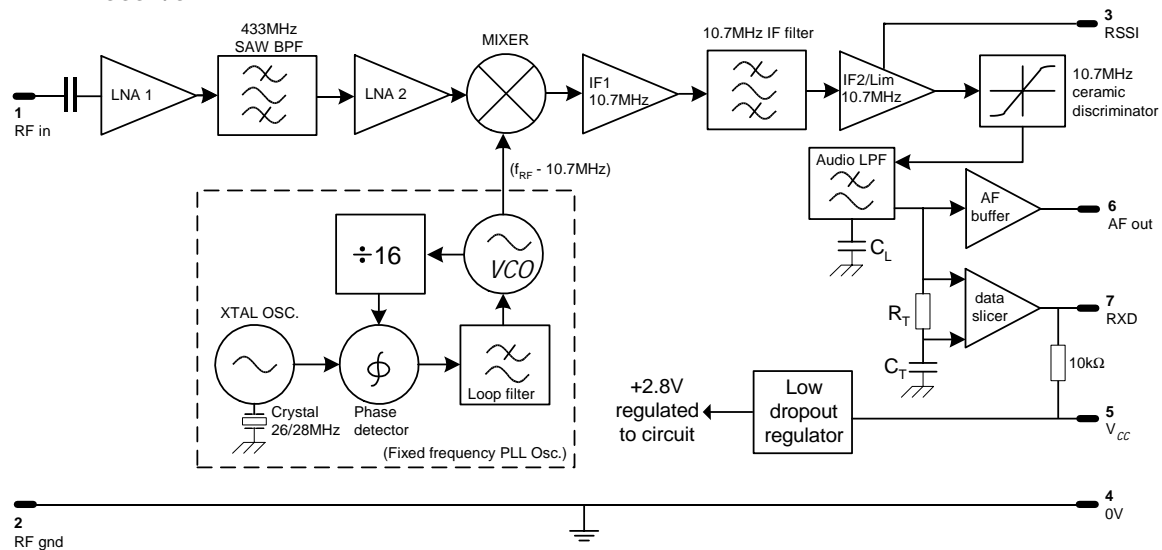 433MHz
SAW BPF
MIXER
10.7MHz IF filter
3
RSSI
LNA 1
LNA 2
IF1
10.7MHz
IF2/Lim
10.7MHz
10.7MHz
ceramic
discriminator
1
RF in
(fRF - 10.7MHz)
Audio LPF
AF
buffer
6
AF out
CL
÷16
VCO
XTAL OSC.
RT
data
slicer
7
RXD
CT
10kΩ
Loop filter
Crystal
26/28MHz
Phase
detector
(Fixed frequency PLL Osc.)
+2.8V
regulated
to circuit
Low
dropout
regulator
5
VCC
2
RF gnd
4
0V